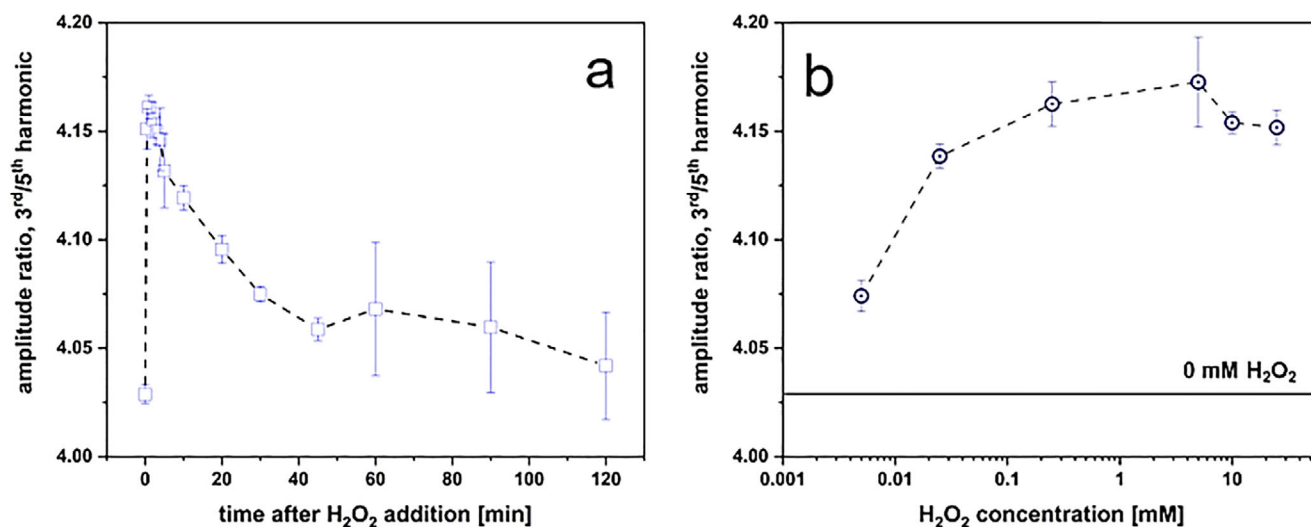 a
4.20
4.15
4.10
4.05
4.00
amplitude ratio, 3rd/5th harmonic
0 20 40 60 80 100 120
time after H₂O₂ addition [min]
b
4.20
4.15
4.10
4.05
4.00
amplitude ratio, 3rd/5th harmonic
0 mM H₂O₂
0.001 0.01 0.1 1 10
H₂O₂ concentration [mM]